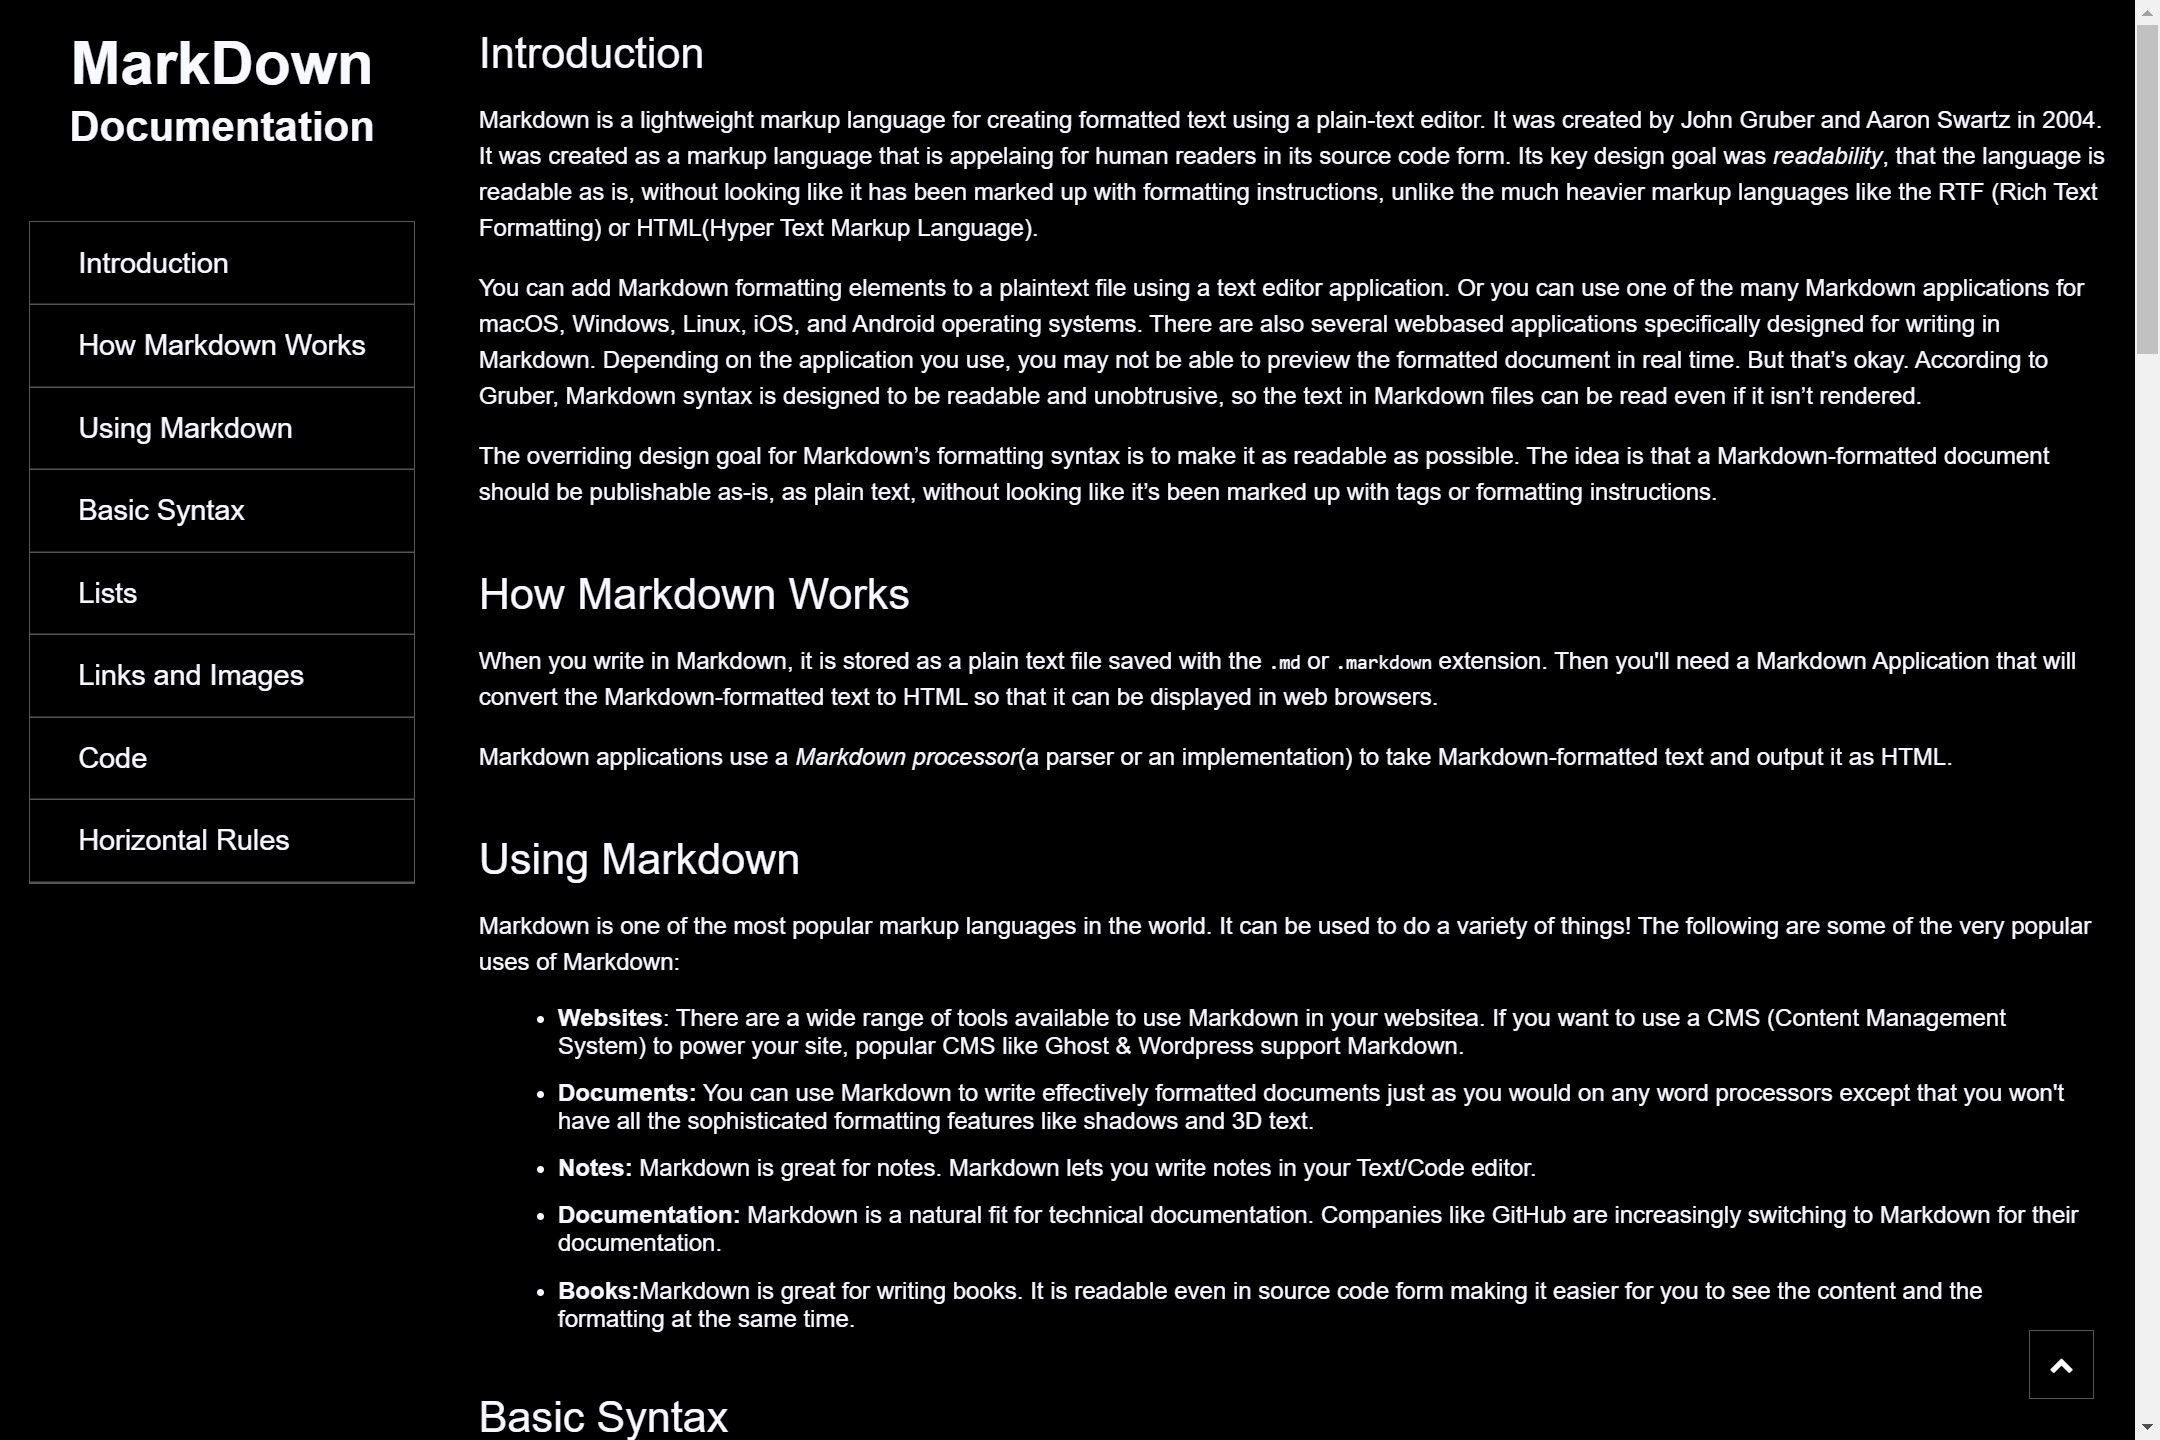 MarkDown
Documentation
Introduction
How Markdown Works
Using Markdown
Basic Syntax
Lists
Links and Images
Code
Horizontal Rules
Introduction
Markdown is a lightweight markup language for creating formatted text using a plain-text editor. It was created by John Gruber and Aaron Swartz in 2004.
It was created as a markup language that is appelaing for human readers in its source code form. Its key design goal was readability, that the language is
readable as is, without looking like it has been marked up with formatting instructions, unlike the much heavier markup languages like the RTF (Rich Text
Formatting) or HTML(Hyper Text Markup Language).
You can add Markdown formatting elements to a plaintext file using a text editor application. Or you can use one of the many Markdown applications for
macOS, Windows, Linux, iOS, and Android operating systems. There are also several webbased applications specifically designed for writing in
Markdown. Depending on the application you use, you may not be able to preview the formatted document in real time. But that’s okay. According to
Gruber, Markdown syntax is designed to be readable and unobtrusive, so the text in Markdown files can be read even if it isn’t rendered.
The overriding design goal for Markdown’s formatting syntax is to make it as readable as possible. The idea is that a Markdown-formatted document
should be publishable as-is, as plain text, without looking like it’s been marked up with tags or formatting instructions.
How Markdown Works
When you write in Markdown, it is stored as a plain text file saved with the .md or .markdown extension. Then you'll need a Markdown Application that will
convert the Markdown-formatted text to HTML so that it can be displayed in web browsers.
Markdown applications use a Markdown processor(a parser or an implementation) to take Markdown-formatted text and output it as HTML.
Using Markdown
Markdown is one of the most popular markup languages in the world. It can be used to do a variety of things! The following are some of the very popular
uses of Markdown:
• Websites: There are a wide range of tools available to use Markdown in your websitea. If you want to use a CMS (Content Management
System) to power your site, popular CMS like Ghost & Wordpress support Markdown.
• Documents: You can use Markdown to write effectively formatted documents just as you would on any word processors except that you won't
have all the sophisticated formatting features like shadows and 3D text.
• Notes: Markdown is great for notes. Markdown lets you write notes in your Text/Code editor.
• Documentation: Markdown is a natural fit for technical documentation. Companies like GitHub are increasingly switching to Markdown for their
documentation.
• Books:Markdown is great for writing books. It is readable even in source code form making it easier for you to see the content and the
formatting at the same time.
Basic Syntax